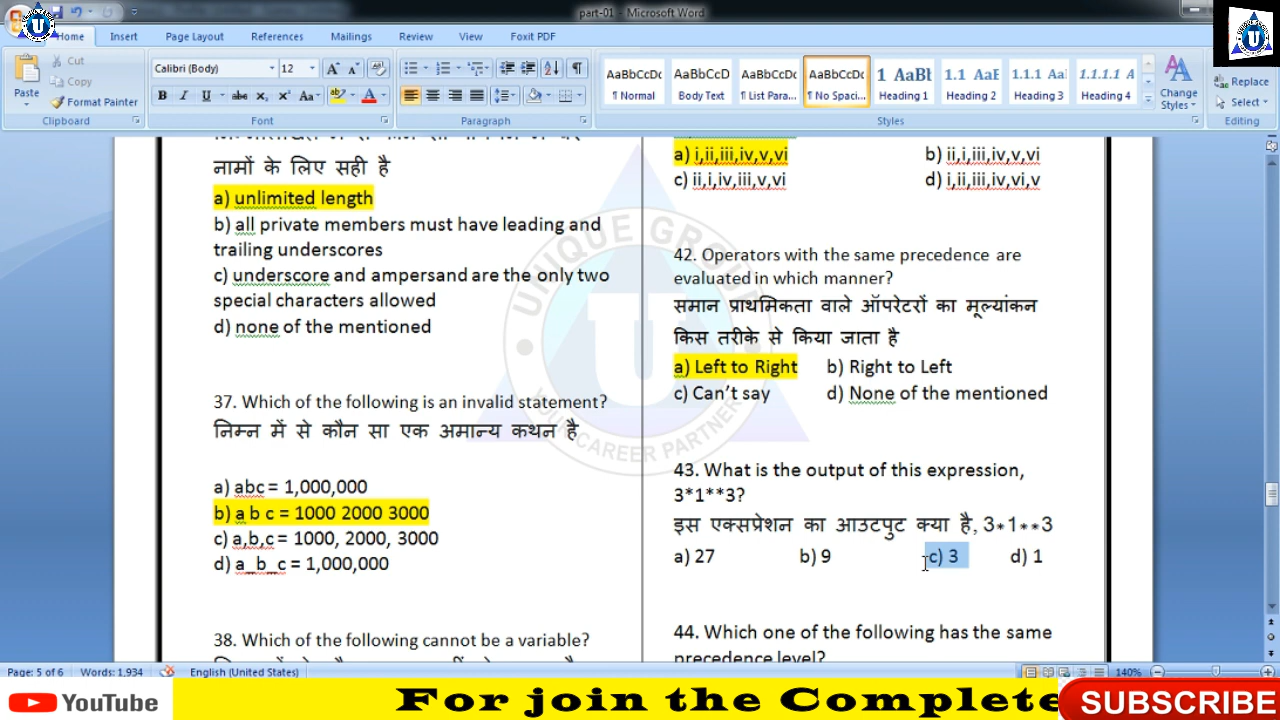 part-01 - Microsoft Word
Home Insert Page Layout References Mailings Review View Foxit PDF
Cut
Copy
Format Painter
Paste
Clipboard
Calibri (Body) 12
Font
Paragraph
AaBbCcDc AaBbCcD AaBbCcDc AaBbCcDc 1 AaBl 1.1 AaE 1.1.1 Aa 1.1.1.1 A
¶ Normal Body Text ¶ List Para... ¶ No Spaci... Heading 1 Heading 2 Heading 3 Heading 4
Change Styles
Styles
Replace
Select
Editing
नामों के लिए सही है
a) unlimited length
b) all private members must have leading and
trailing underscores
c) underscore and ampersand are the only two
special characters allowed
d) none of the mentioned
37. Which of the following is an invalid statement?
निम्न में से कौन सा एक अमान्य कथन है
a) abc = 1,000,000
b) a b c = 1000 2000 3000
c) a,b,c = 1000, 2000, 3000
d) a_b_c = 1,000,000
38. Which of the following cannot be a variable?
a) i,ii,iii,iv,v,vi b) ii,i,iii,iv,v,vi
c) ii,i,iv,iii,v,vi d) i,ii,iii,iv,vi,v
42. Operators with the same precedence are
evaluated in which manner?
समान प्राथमिकता वाले ऑपरेटरों का मूल्यांकन
किस तरीके से किया जाता है
a) Left to Right b) Right to Left
c) Can't say d) None of the mentioned
43. What is the output of this expression,
3*1**3?
इस एक्सप्रेशन का आउटपुट क्या है, 3*1**3
a) 27 b) 9 c) 3 d) 1
44. Which one of the following has the same
precedence level?
UNIQUE GROUP
YOUR CAREER PARTNER
U
Page: 5 of 6 Words: 1,934 English (United States) 140%
YouTube For join the Complete SUBSCRIBE